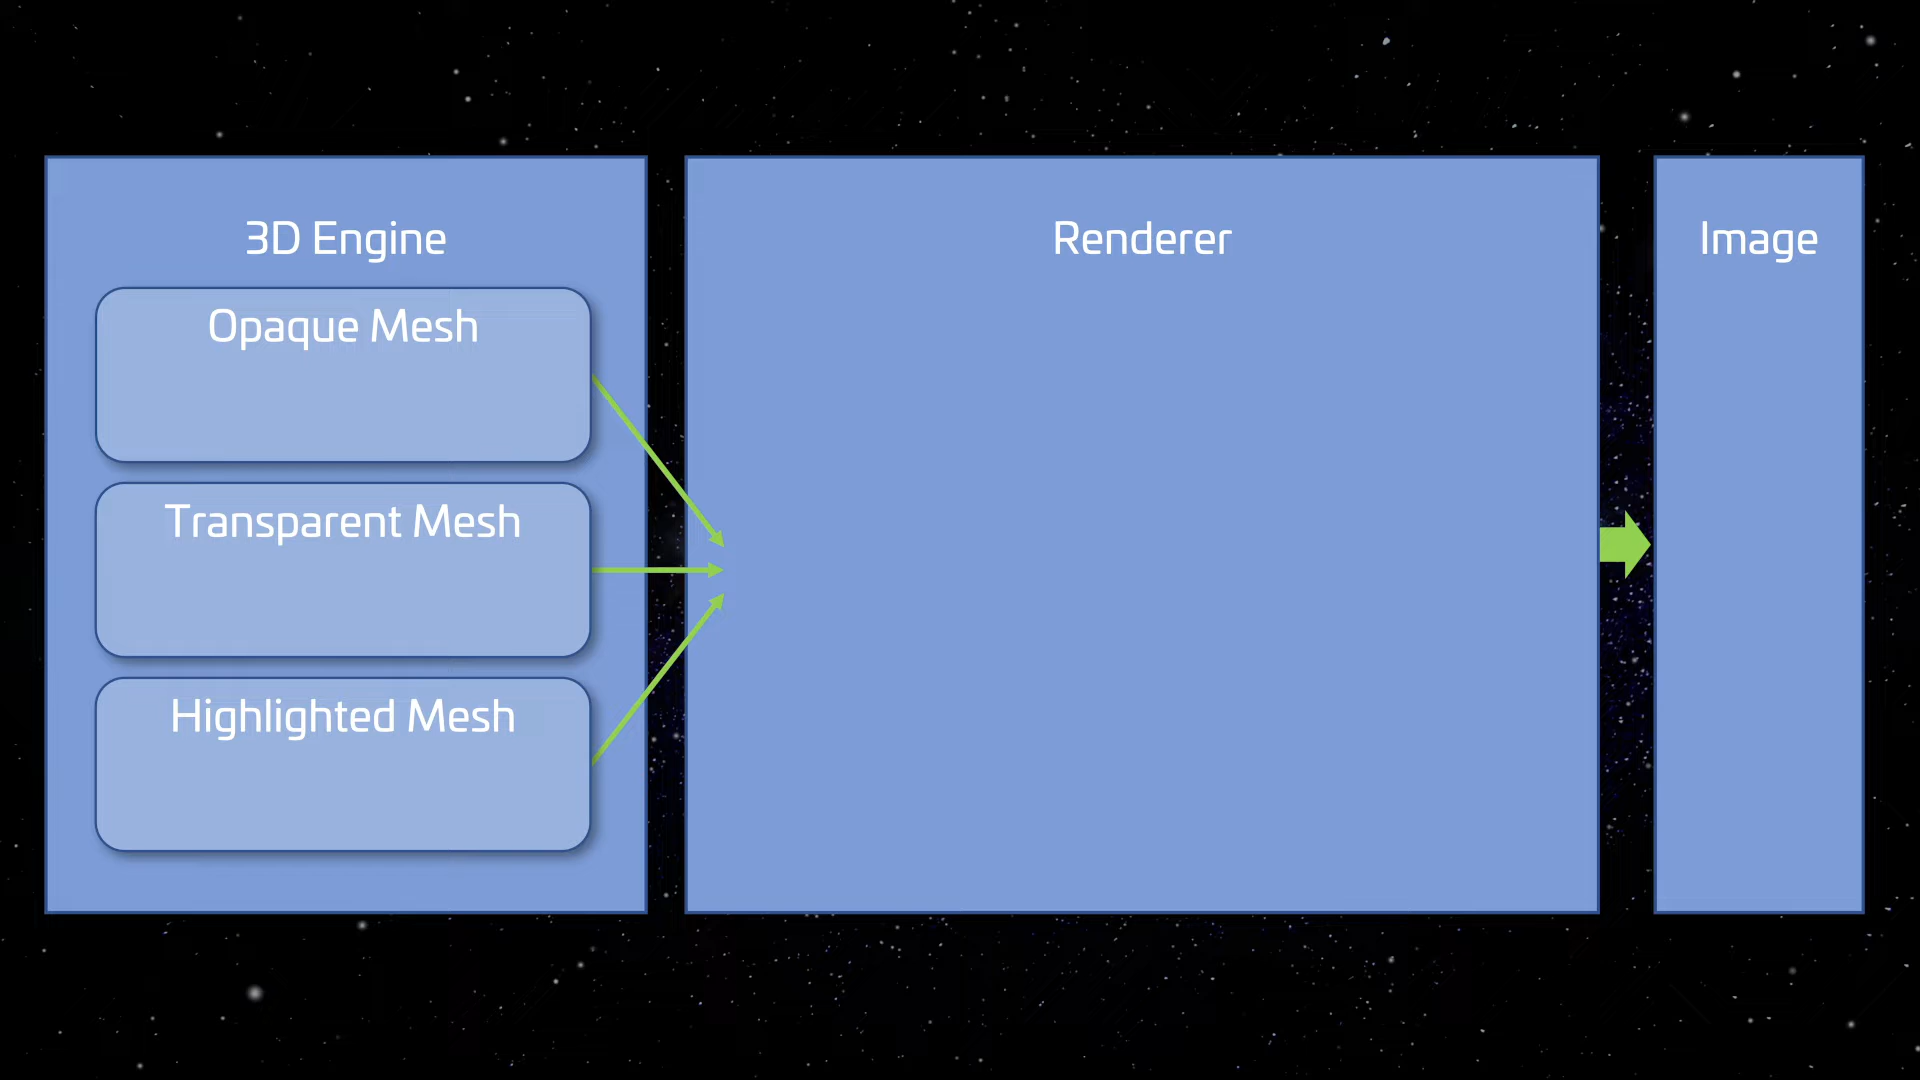 3D Engine
Opaque Mesh
Transparent Mesh
Highlighted Mesh
Renderer
Image